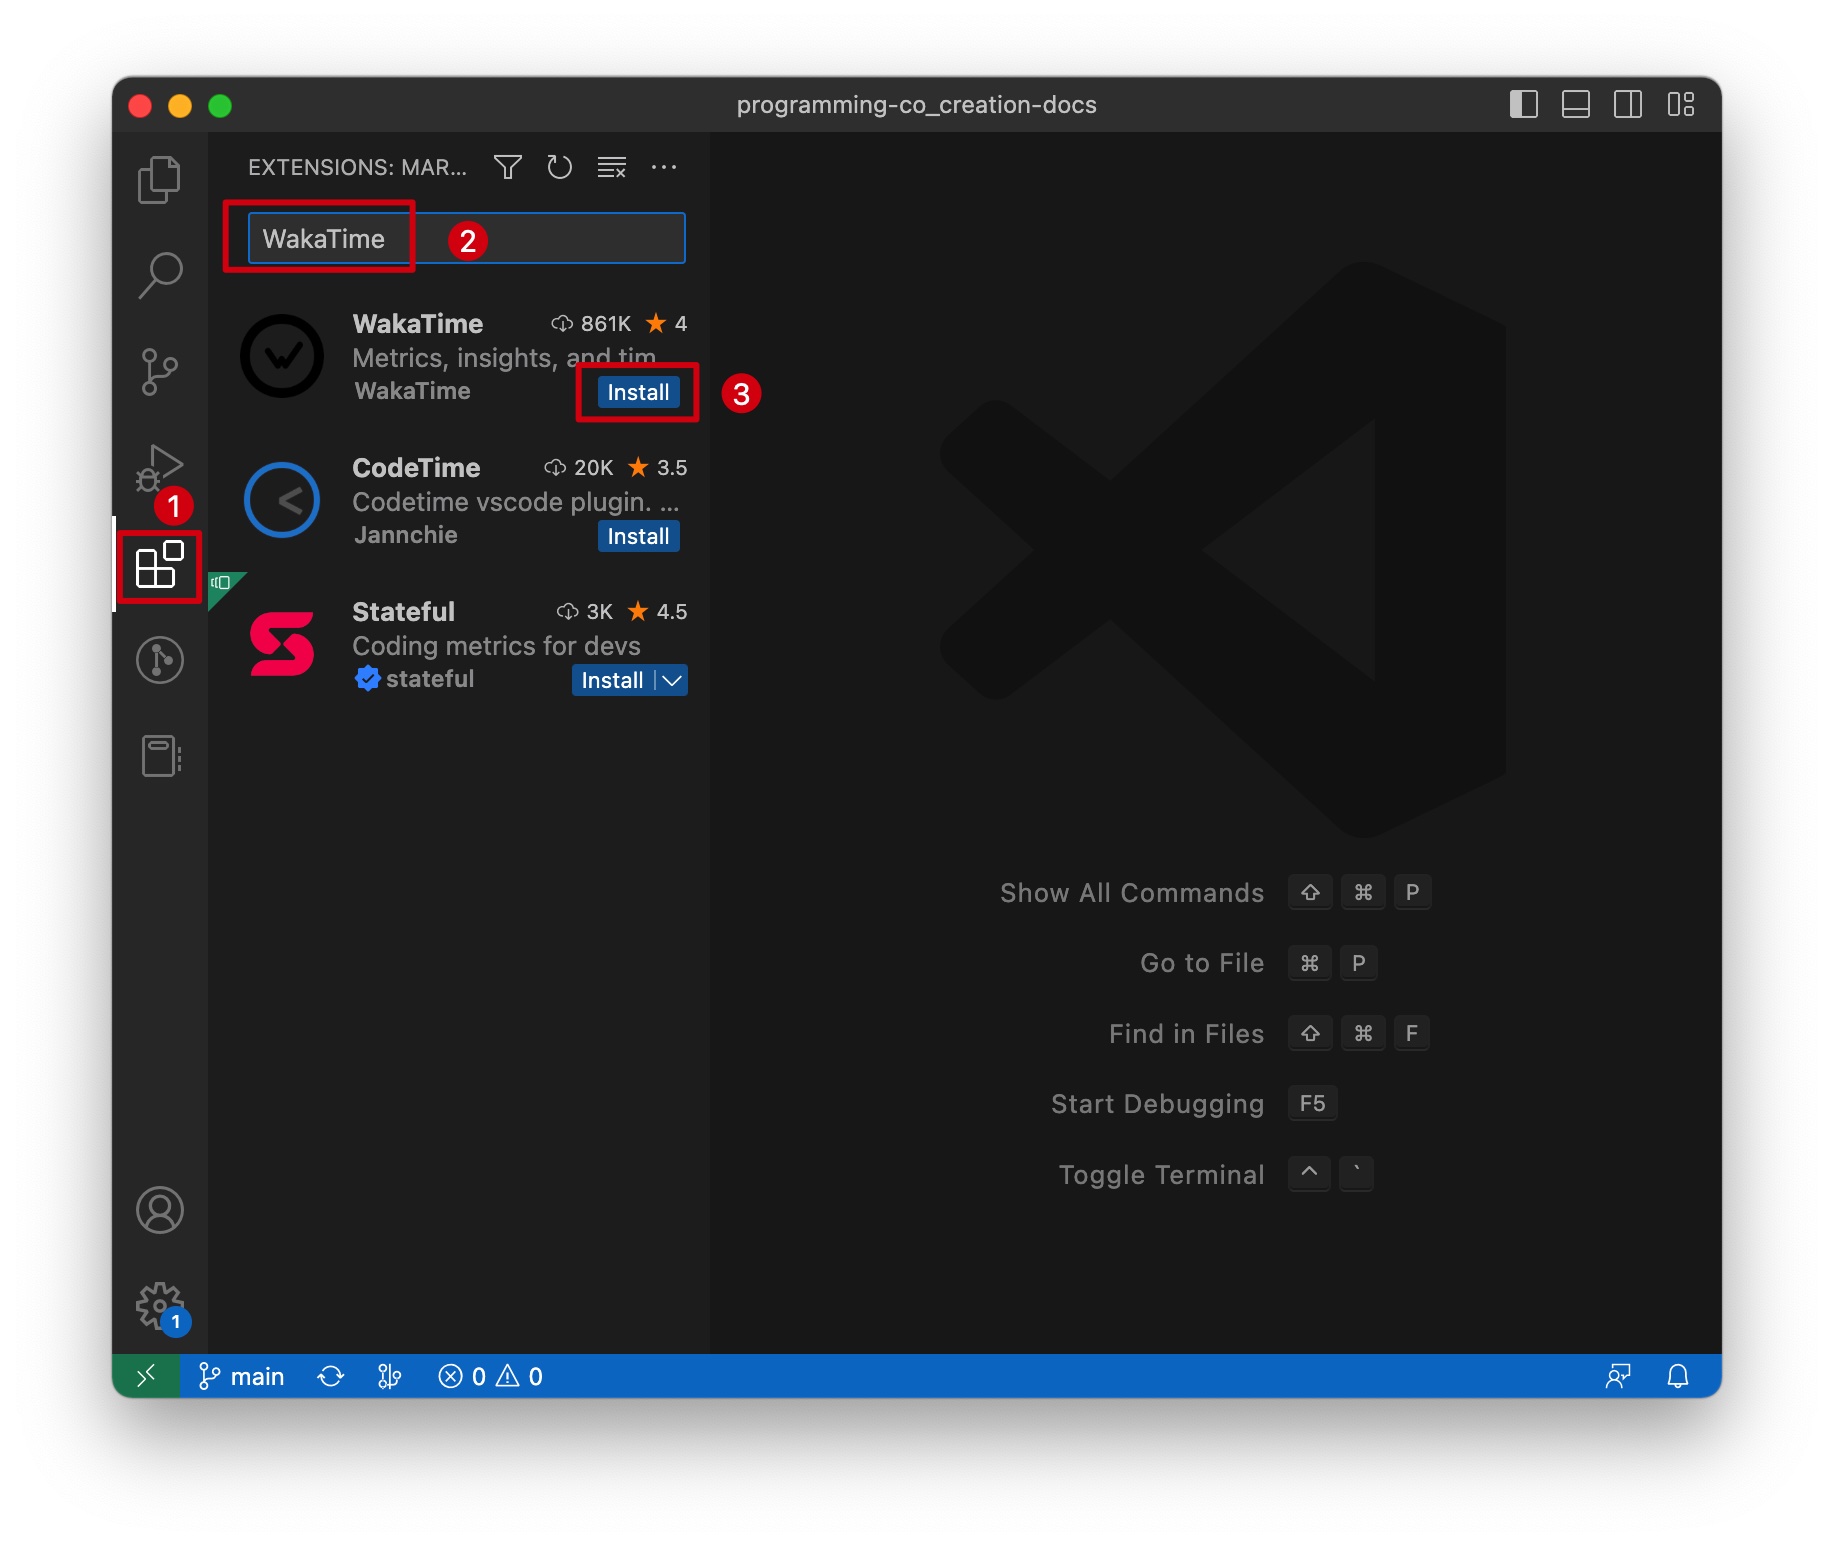 programming-co_creation-docs
EXTENSIONS: MAR...
WakaTime
2
WakaTime 861K ★ 4
Metrics, insights, and tim
WakaTime Install
3
CodeTime 20K ★ 3.5
Codetime vscode plugin. ...
Jannchie Install
1
Stateful 3K ★ 4.5
Coding metrics for devs
stateful Install
Show All Commands ⇧ ⌘ P
Go to File ⌘ P
Find in Files ⇧ ⌘ F
Start Debugging F5
Toggle Terminal ^ `
1
main 0 0